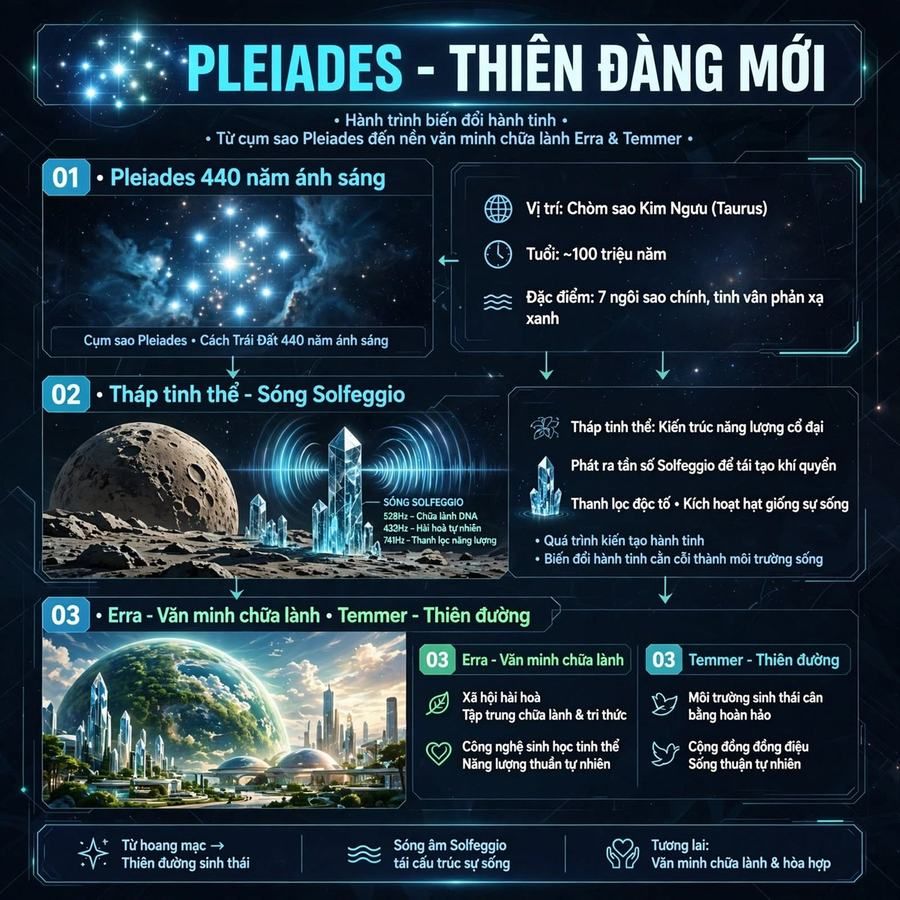 PLEIADES - THIÊN ĐÀNG MỚI
• Hành trình biến đổi hành tinh •
• Từ cụm sao Pleiades đến nền văn minh chữa lành Erra & Temmer •
01 • Pleiades 440 năm ánh sáng
Cụm sao Pleiades • Cách Trái Đất 440 năm ánh sáng
Vị trí: Chòm sao Kim Ngưu (Taurus)
Tuổi: ~100 triệu năm
Đặc điểm: 7 ngôi sao chính, tinh vân phản xạ
xanh
02 • Tháp tinh thể - Sóng Solfeggio
SÓNG SOLFEGGIO
528Hz – Chữa lành DNA
432Hz – Hài hoà tự nhiên
741Hz – Thanh lọc năng lượng
Tháp tinh thể: Kiến trúc năng lượng cổ đại
Phát ra tần số Solfeggio để tái tạo khí quyển
Thanh lọc độc tố • Kích hoạt hạt giống sự sống
• Quá trình kiến tạo hành tinh
• Biến đổi hành tinh cằn cỗi thành môi trường sống
03 • Erra - Văn minh chữa lành • Temmer - Thiên đường
03 Erra - Văn minh chữa lành
Xã hội hài hoà
Tập trung chữa lành & tri thức
Công nghệ sinh học tinh thể
Năng lượng thuần tự nhiên
03 Temmer - Thiên đường
Môi trường sinh thái cân
bằng hoàn hảo
Cộng đồng đồng điệu
Sống thuận tự nhiên
Từ hoang mạc →
Thiên đường sinh thái
Sóng âm Solfeggio
tái cấu trúc sự sống
Tương lai:
Văn minh chữa lành & hòa hợp